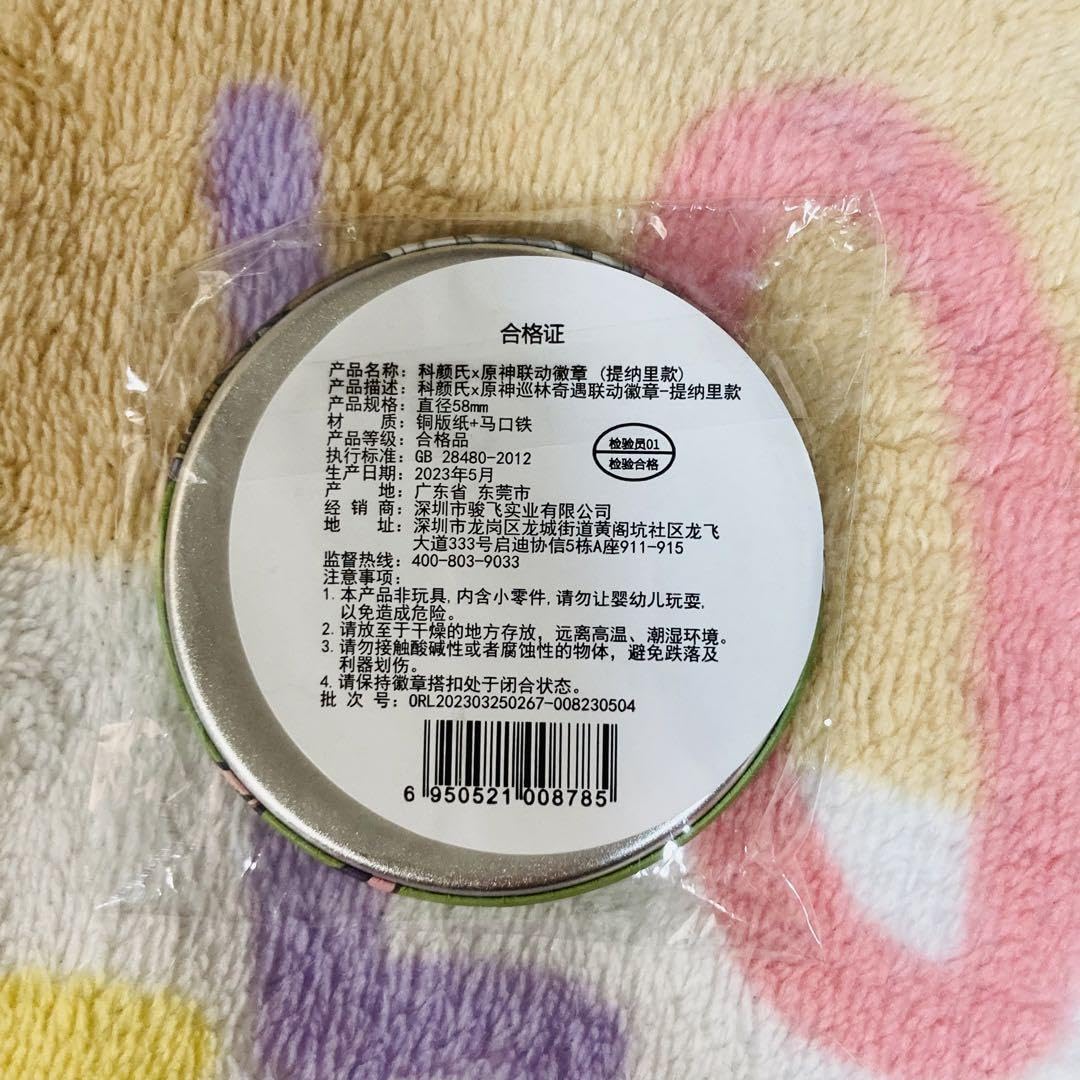 合格证
产品名称：科颜氏x原神联动徽章 (提纳里款)
产品描述：科颜氏x原神巡林奇遇联动徽章-提纳里款
产品规格：直径58mm
材 质：铜版纸+马口铁
产品等级：合格品
执行标准：GB 28480-2012
检验员01
检验合格
生产日期：2023年5月
产 地：广东省 东莞市
经 销 商：深圳市骏飞实业有限公司
地 址：深圳市龙岗区龙城街道黄阁坑社区龙飞
大道333号启迪协信5栋A座911-915
监督热线：400-803-9033
注意事项：
1.本产品非玩具,内含小零件,请勿让婴幼儿玩耍,
以免造成危险。
2.请放至于干燥的地方存放，远离高温、潮湿环境。
3.请勿接触酸碱性或者腐蚀性的物体，避免跌落及
利器划伤。
4.请保持徽章搭扣处于闭合状态。
批 次 号：ORL202303250267-008230504
6 950521 008785